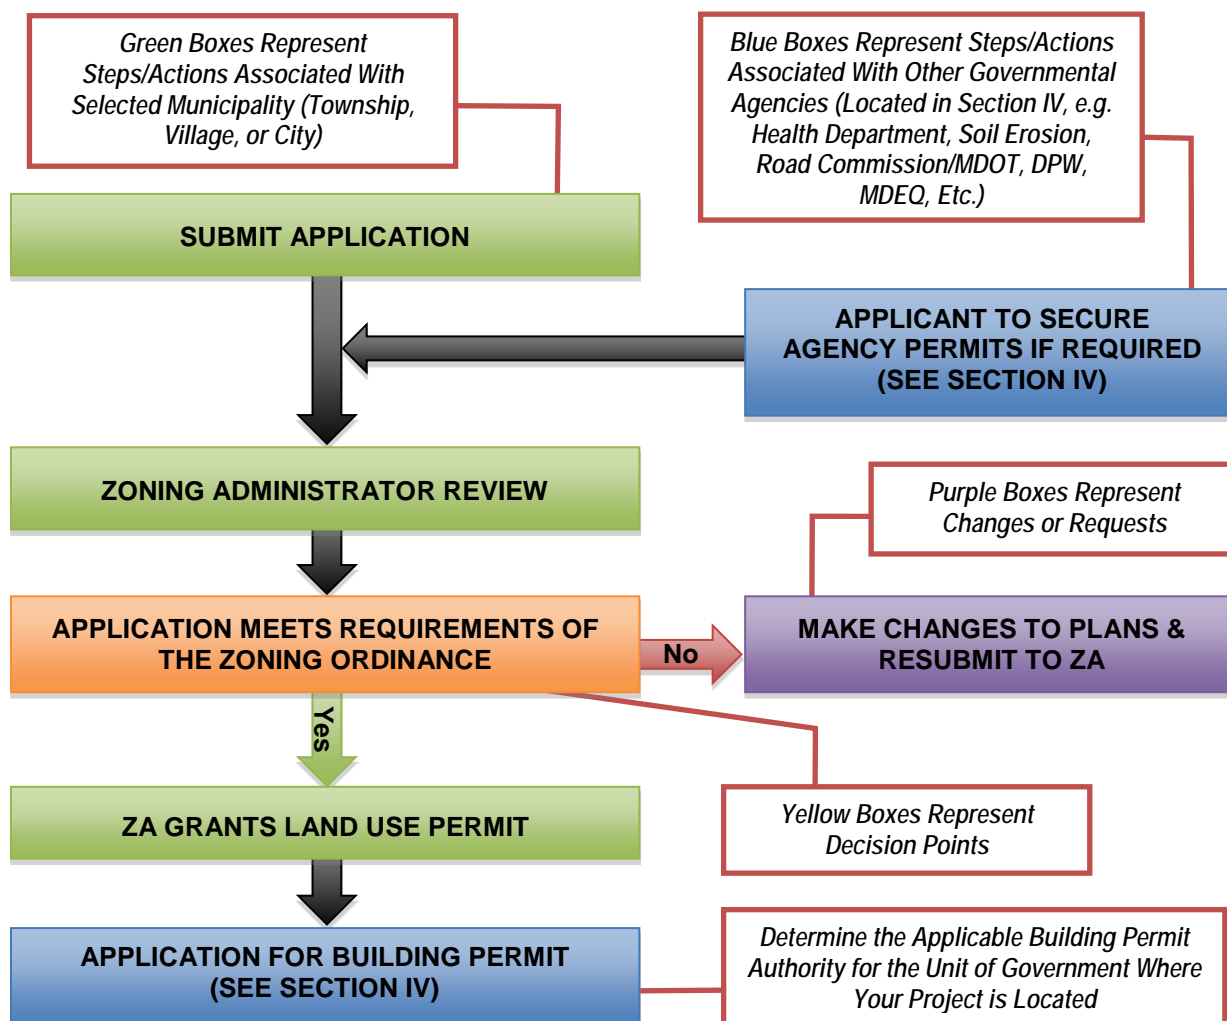 Green Boxes Represent
Steps/Actions Associated With
Selected Municipality (Township,
Village, or City)
Blue Boxes Represent Steps/Actions
Associated With Other Governmental
Agencies (Located in Section IV, e.g.
Health Department, Soil Erosion,
Road Commission/MDOT, DPW,
MDEQ, Etc.)
SUBMIT APPLICATION
APPLICANT TO SECURE
AGENCY PERMITS IF REQUIRED
(SEE SECTION IV)
ZONING ADMINISTRATOR REVIEW
Purple Boxes Represent
Changes or Requests
APPLICATION MEETS REQUIREMENTS OF
THE ZONING ORDINANCE
No
MAKE CHANGES TO PLANS &
RESUBMIT TO ZA
Yes
ZA GRANTS LAND USE PERMIT
Yellow Boxes Represent
Decision Points
APPLICATION FOR BUILDING PERMIT
(SEE SECTION IV)
Determine the Applicable Building Permit
Authority for the Unit of Government Where
Your Project is Located